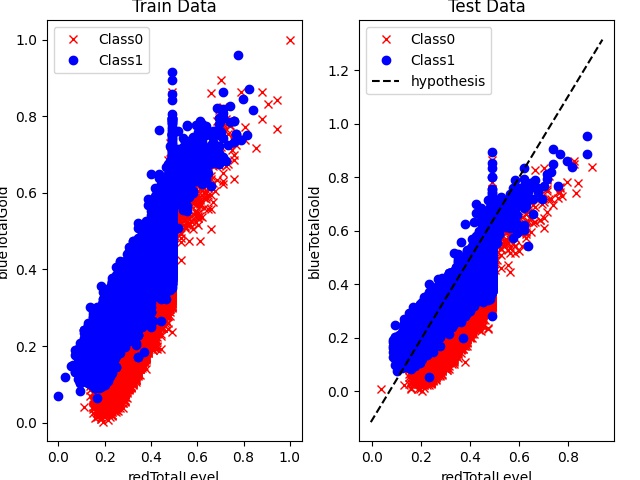 Train Data
Class0
Class1
1.0
0.8
0.6
0.4
0.2
0.0
blueTotalGold
0.0 0.2 0.4 0.6 0.8 1.0
redTotalLevel
Test Data
Class0
Class1
hypothesis
1.2
1.0
0.8
0.6
0.4
0.2
0.0
blueTotalGold
0.0 0.2 0.4 0.6 0.8
redTotalLevel